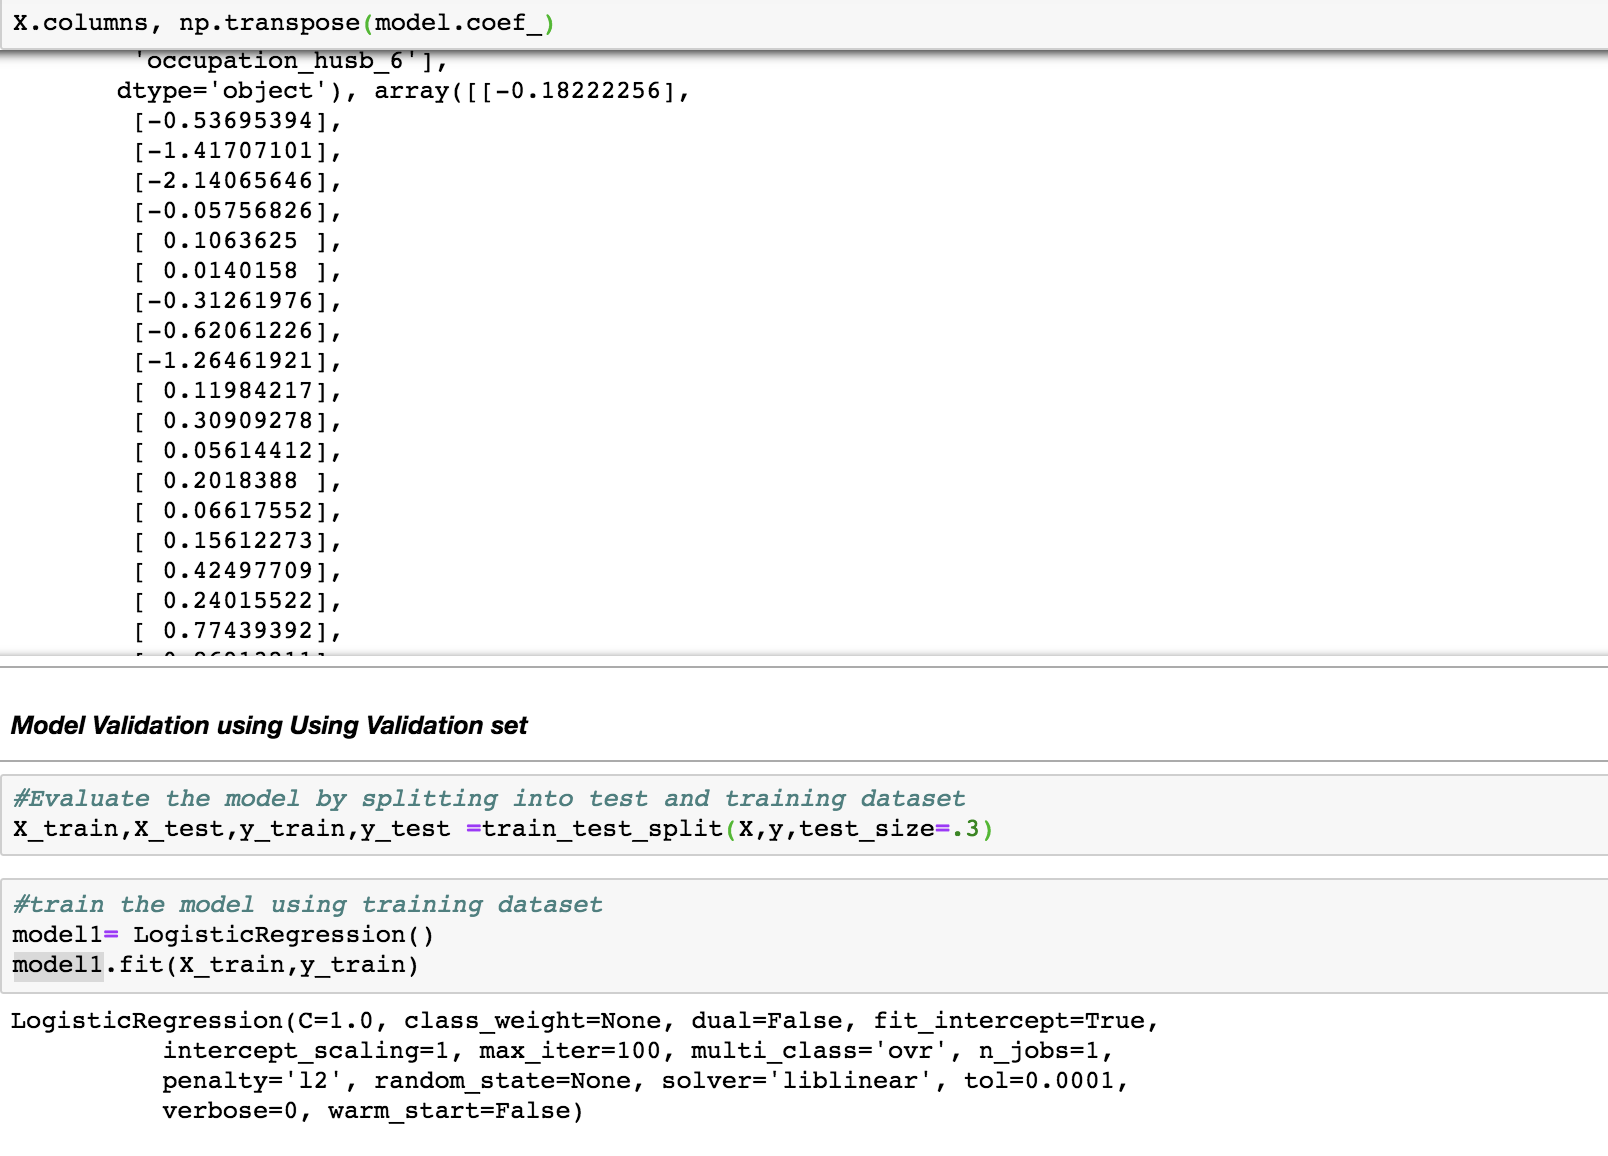 X.columns, np.transpose(model.coef_)
'occupation_husb_6'],
dtype='object'), array([[-0.18222256],
[-0.53695394],
[-1.41707101],
[-2.14065646],
[-0.05756826],
[ 0.1063625 ],
[ 0.0140158 ],
[-0.31261976],
[-0.62061226],
[-1.26461921],
[ 0.11984217],
[ 0.30909278],
[ 0.05614412],
[ 0.2018388 ],
[ 0.06617552],
[ 0.15612273],
[ 0.42497709],
[ 0.24015522],
[ 0.77439392],
Model Validation using Using Validation set
#Evaluate the model by splitting into test and training dataset
X_train,X_test,y_train,y_test =train_test_split(X,y,test_size=.3)
#train the model using training dataset
model1= LogisticRegression()
model1.fit(X_train,y_train)
LogisticRegression(C=1.0, class_weight=None, dual=False, fit_intercept=True,
intercept_scaling=1, max_iter=100, multi_class='ovr', n_jobs=1,
penalty='l2', random_state=None, solver='liblinear', tol=0.0001,
verbose=0, warm_start=False)